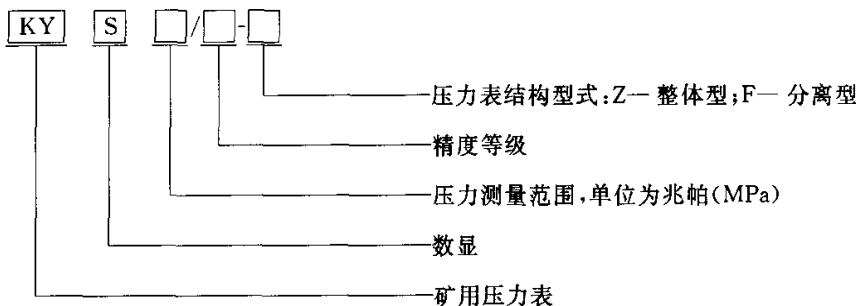 KY S □/□-□
压力表结构型式:Z— 整体型;F— 分离型
精度等级
压力测量范围,单位为兆帕(MPa)
数显
矿用压力表